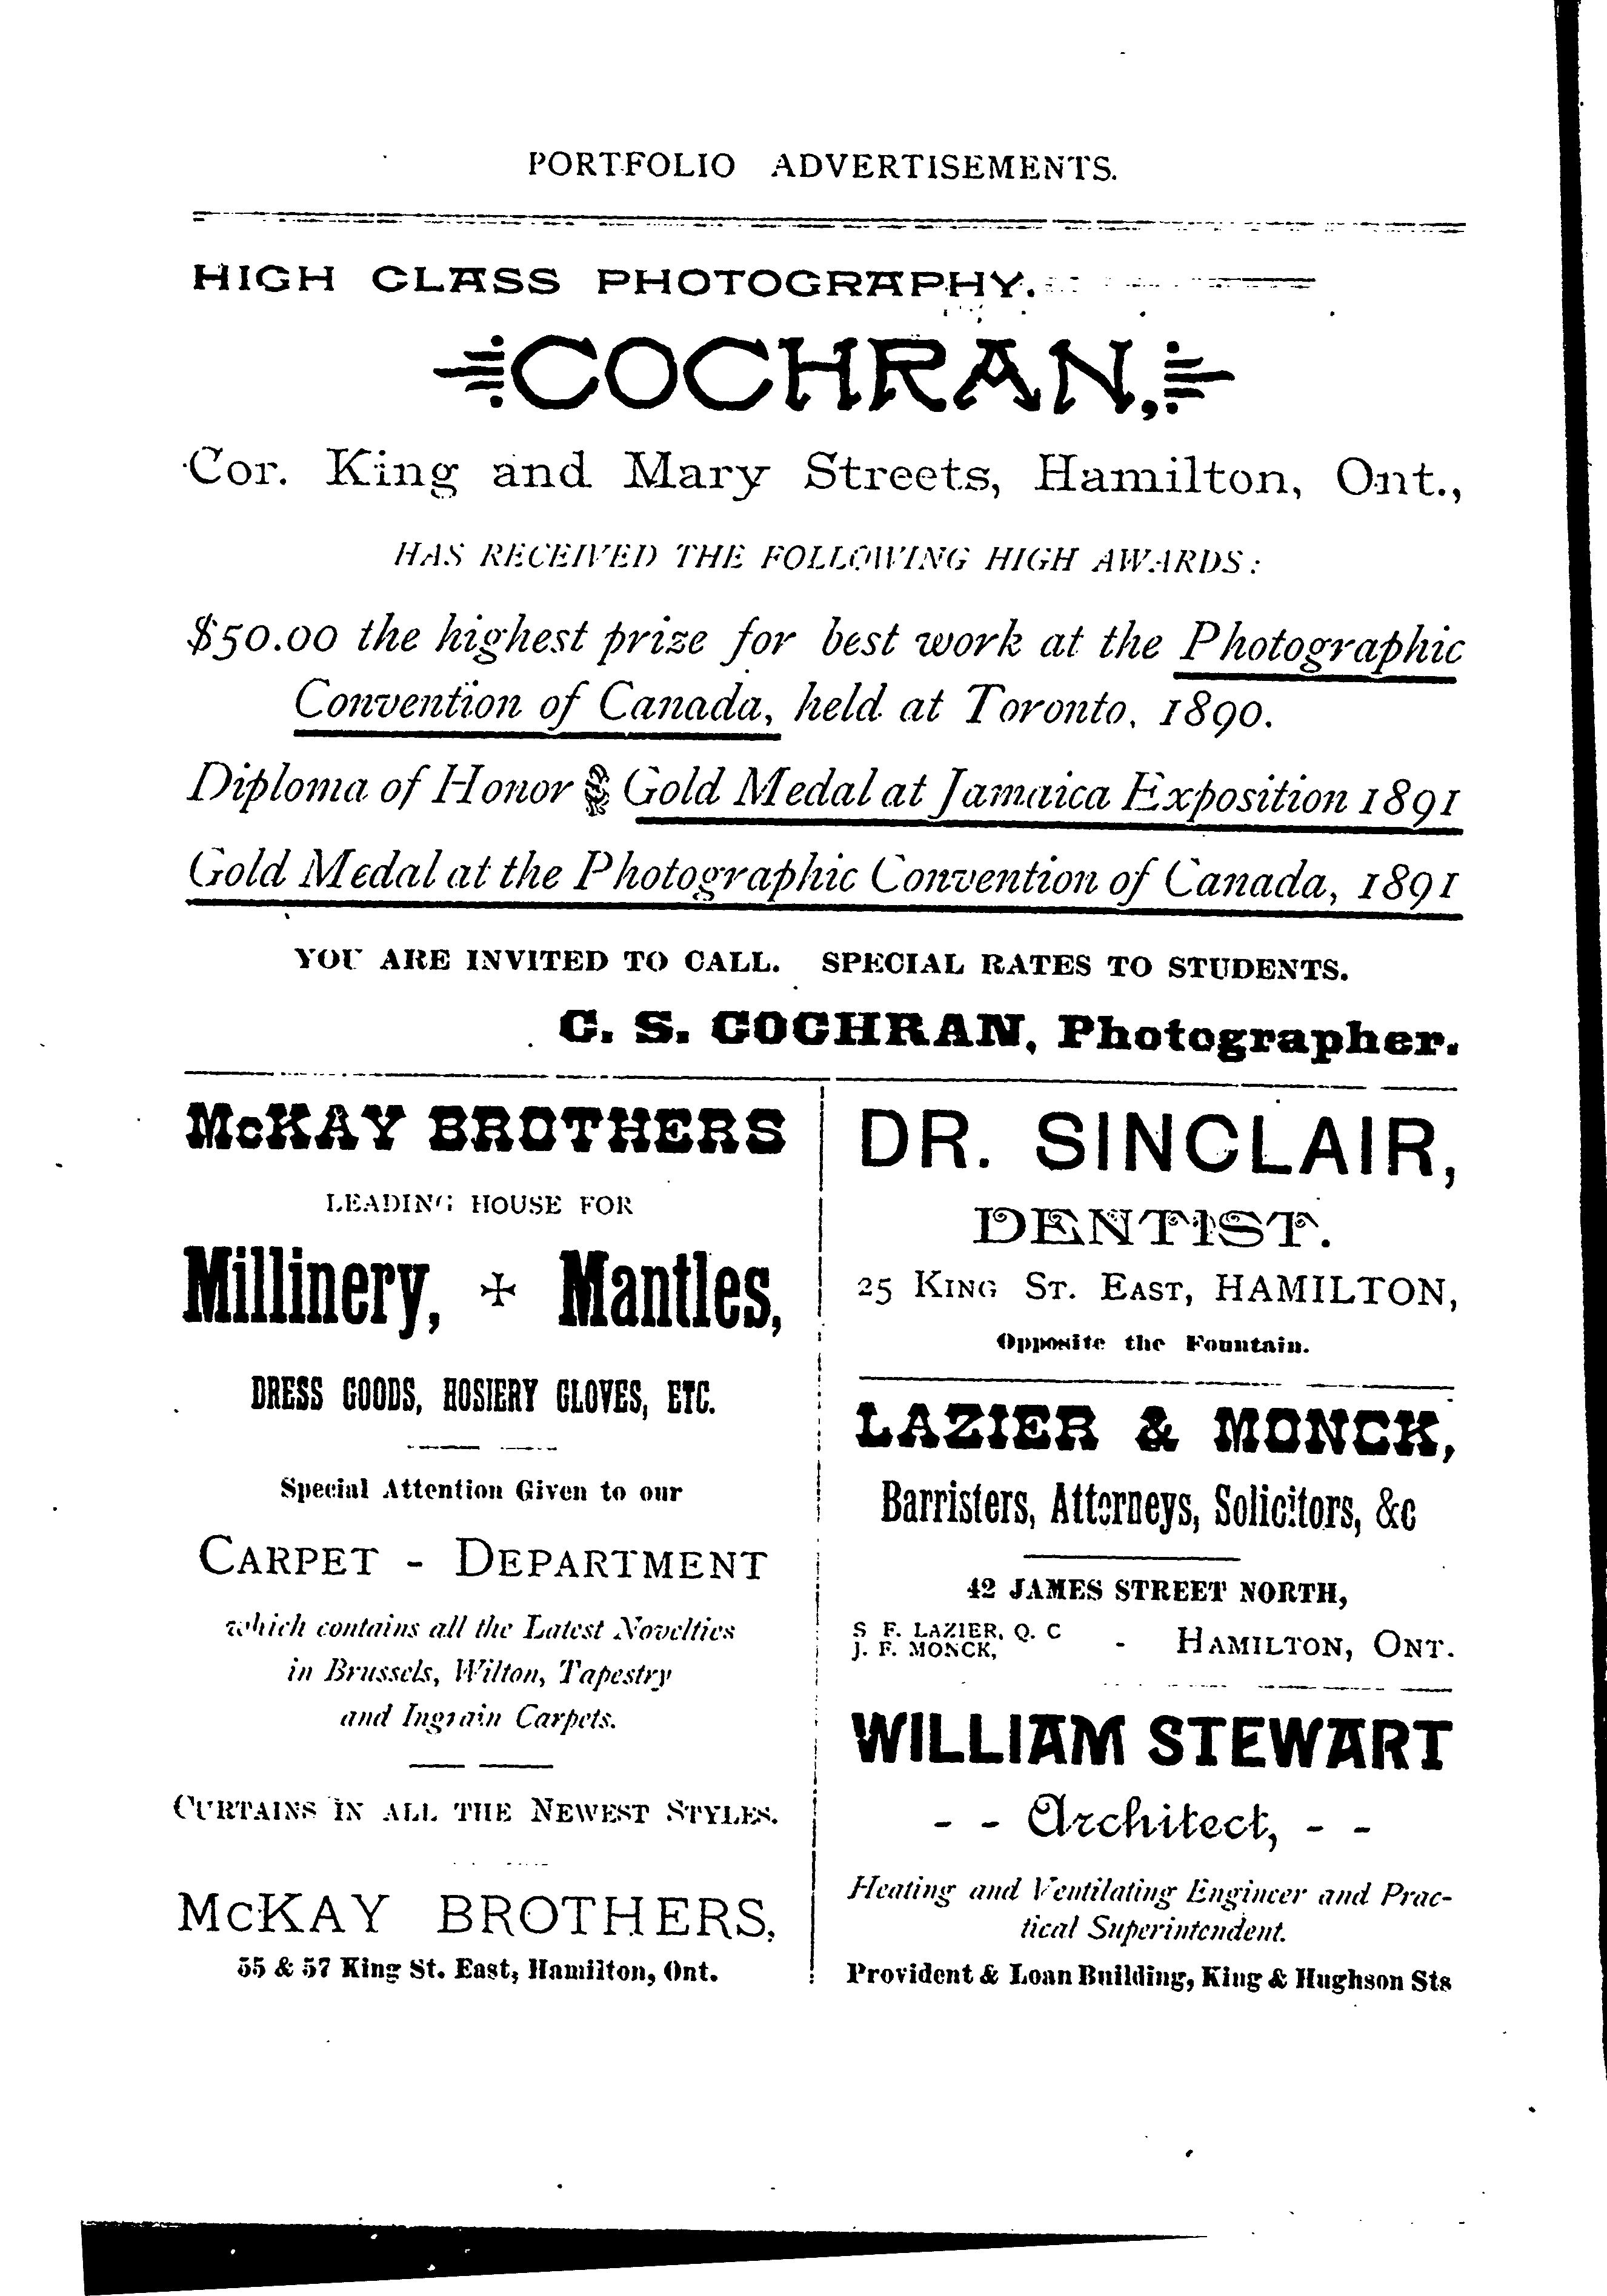 PORTFOLIO ADVERTISEMENTS.
HIGH CLASS PHOTOGRAPHY.
COCHRAN,
Cor. King and Mary Streets, Hamilton, Ont.,
HAS RECEIVED THE FOLLOWING HIGH AWARDS:
$50.00 the highest prize for best work at the Photographic
Convention of Canada, held at Toronto, 1890.
Diploma of Honor & Gold Medal at Jamaica Exposition 1891
Gold Medal at the Photographic Convention of Canada, 1891
YOU ARE INVITED TO CALL. SPECIAL RATES TO STUDENTS.
C. S. COCHRAN, Photographer.
McKAY BROTHERS
LEADING HOUSE FOR
Millinery, + Mantles,
DRESS GOODS, HOSIERY GLOVES, ETC.
Special Attention Given to our
CARPET - DEPARTMENT
which contains all the Latest Novelties
in Brussels, Wilton, Tapestry
and Ingrain Carpets.
CURTAINS IN ALL THE NEWEST STYLES.
McKAY BROTHERS,
55 & 57 King St. East, Hamilton, Ont.
DR. SINCLAIR,
DENTIST.
25 KING ST. EAST, HAMILTON,
Opposite the Fountain.
LAZIER & MONCK,
Barristers, Attorneys, Solicitors, &c
42 JAMES STREET NORTH,
S F. LAZIER, Q. C
J. F. MONCK, - HAMILTON, ONT.
WILLIAM STEWART
- - Architect, - -
Heating and Ventilating Engineer and Prac-
tical Superintendent.
Provident & Loan Building, King & Hughson Sts